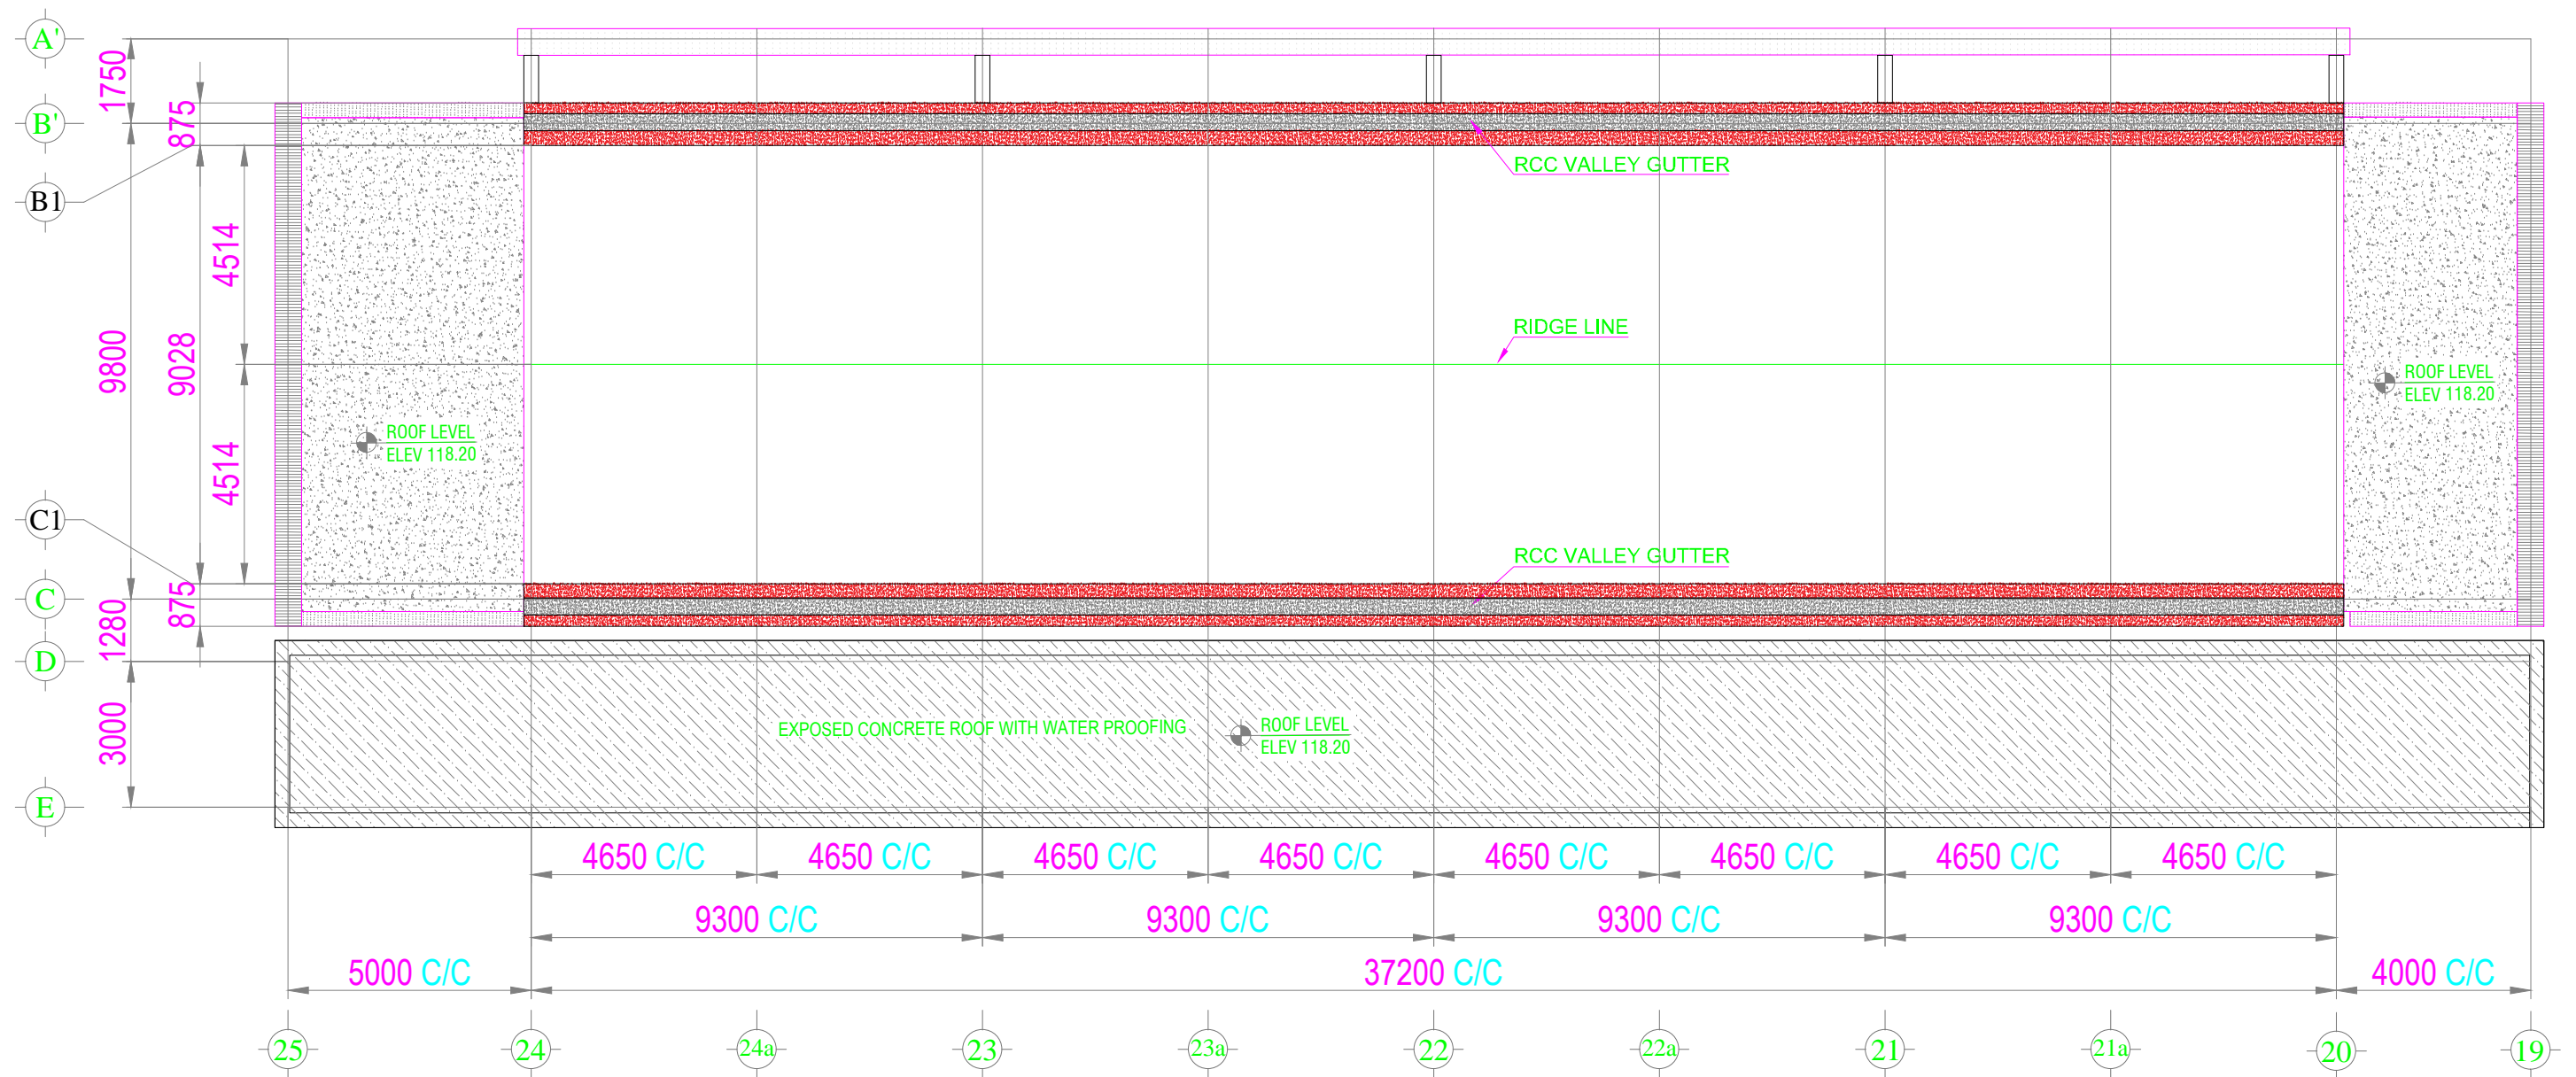 A'
1750
875
B'
RCC VALLEY GUTTER
B1
4514
RIDGE LINE
9800
9028
ROOF LEVEL
ELEV 118.20
ROOF LEVEL
ELEV 118.20
4514
C1
RCC VALLEY GUTTER
C
875
1280
D
3000
EXPOSED CONCRETE ROOF WITH WATER PROOFING
ROOF LEVEL
ELEV 118.20
E
4650 C/C 4650 C/C 4650 C/C 4650 C/C 4650 C/C 4650 C/C 4650 C/C 4650 C/C
9300 C/C 9300 C/C 9300 C/C 9300 C/C
5000 C/C 37200 C/C 4000 C/C
25 24 24a 23 23a 22 22a 21 21a 20 19